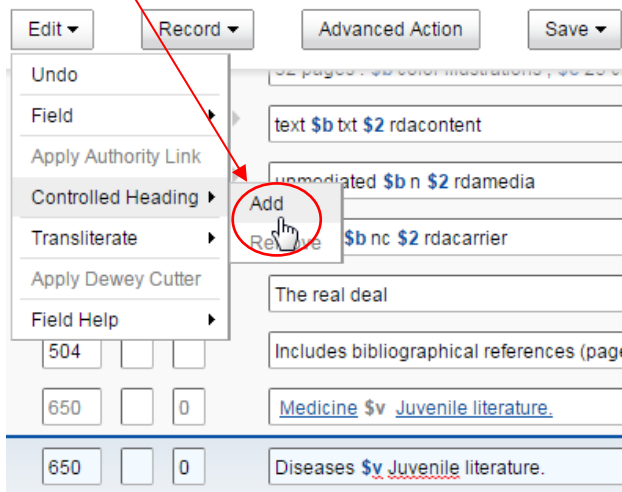 Edit Record Advanced Action Save
Undo
Field
Apply Authority Link
Controlled Heading
Transliterate
Apply Dewey Cutter
Field Help
Add
Remove
text $b txt $2 rdacontent
unmediated $b n $2 rdamedia
$b nc $2 rdacarrier
The real deal
504 Includes bibliographical references (page
650 0 Medicine $v Juvenile literature.
650 0 Diseases $v Juvenile literature.